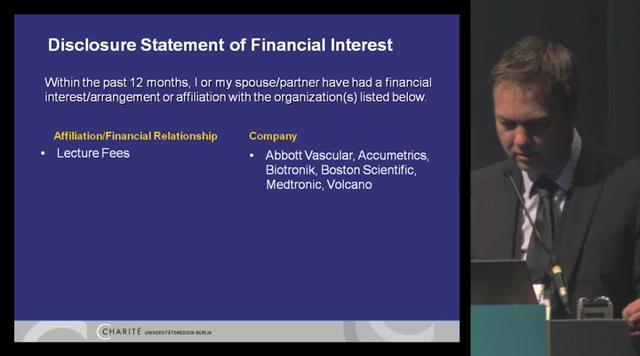 Disclosure Statement of Financial Interest
Within the past 12 months, I or my spouse/partner have had a financial
interest/arrangement or affiliation with the organization(s) listed below.
Affiliation/Financial Relationship
• Lecture Fees
Company
• Abbott Vascular, Accumetrics,
Biotronik, Boston Scientific,
Medtronic, Volcano
CHARITÉ UNIVERSITÄTSMEDIZIN BERLIN